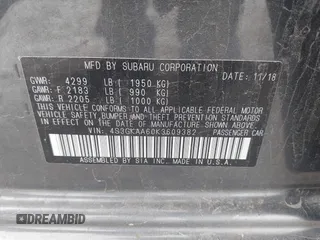 MFD BY SUBARU CORPORATION
GVWR: 4299 LB ( 1950 KG) DATE: 11/18
GAWR: F 2183 LB ( 990 KG)
GAWR: R 2205 LB ( 1000 KG)
THIS VEHICLE CONFORMS TO ALL APPLICABLE FEDERAL MOTOR
VEHICLE SAFETY, BUMPER, AND THEFT PREVENTION STANDARDS
IN EFFECT ON THE DATE OF MANUFACTURE SHOWN ABOVE.
VIN: 4S3GKAA60K3609382 PASSENGER CAR
ASSEMBLED BY SIA INC. MADE IN U.S.A.
DREAMBID